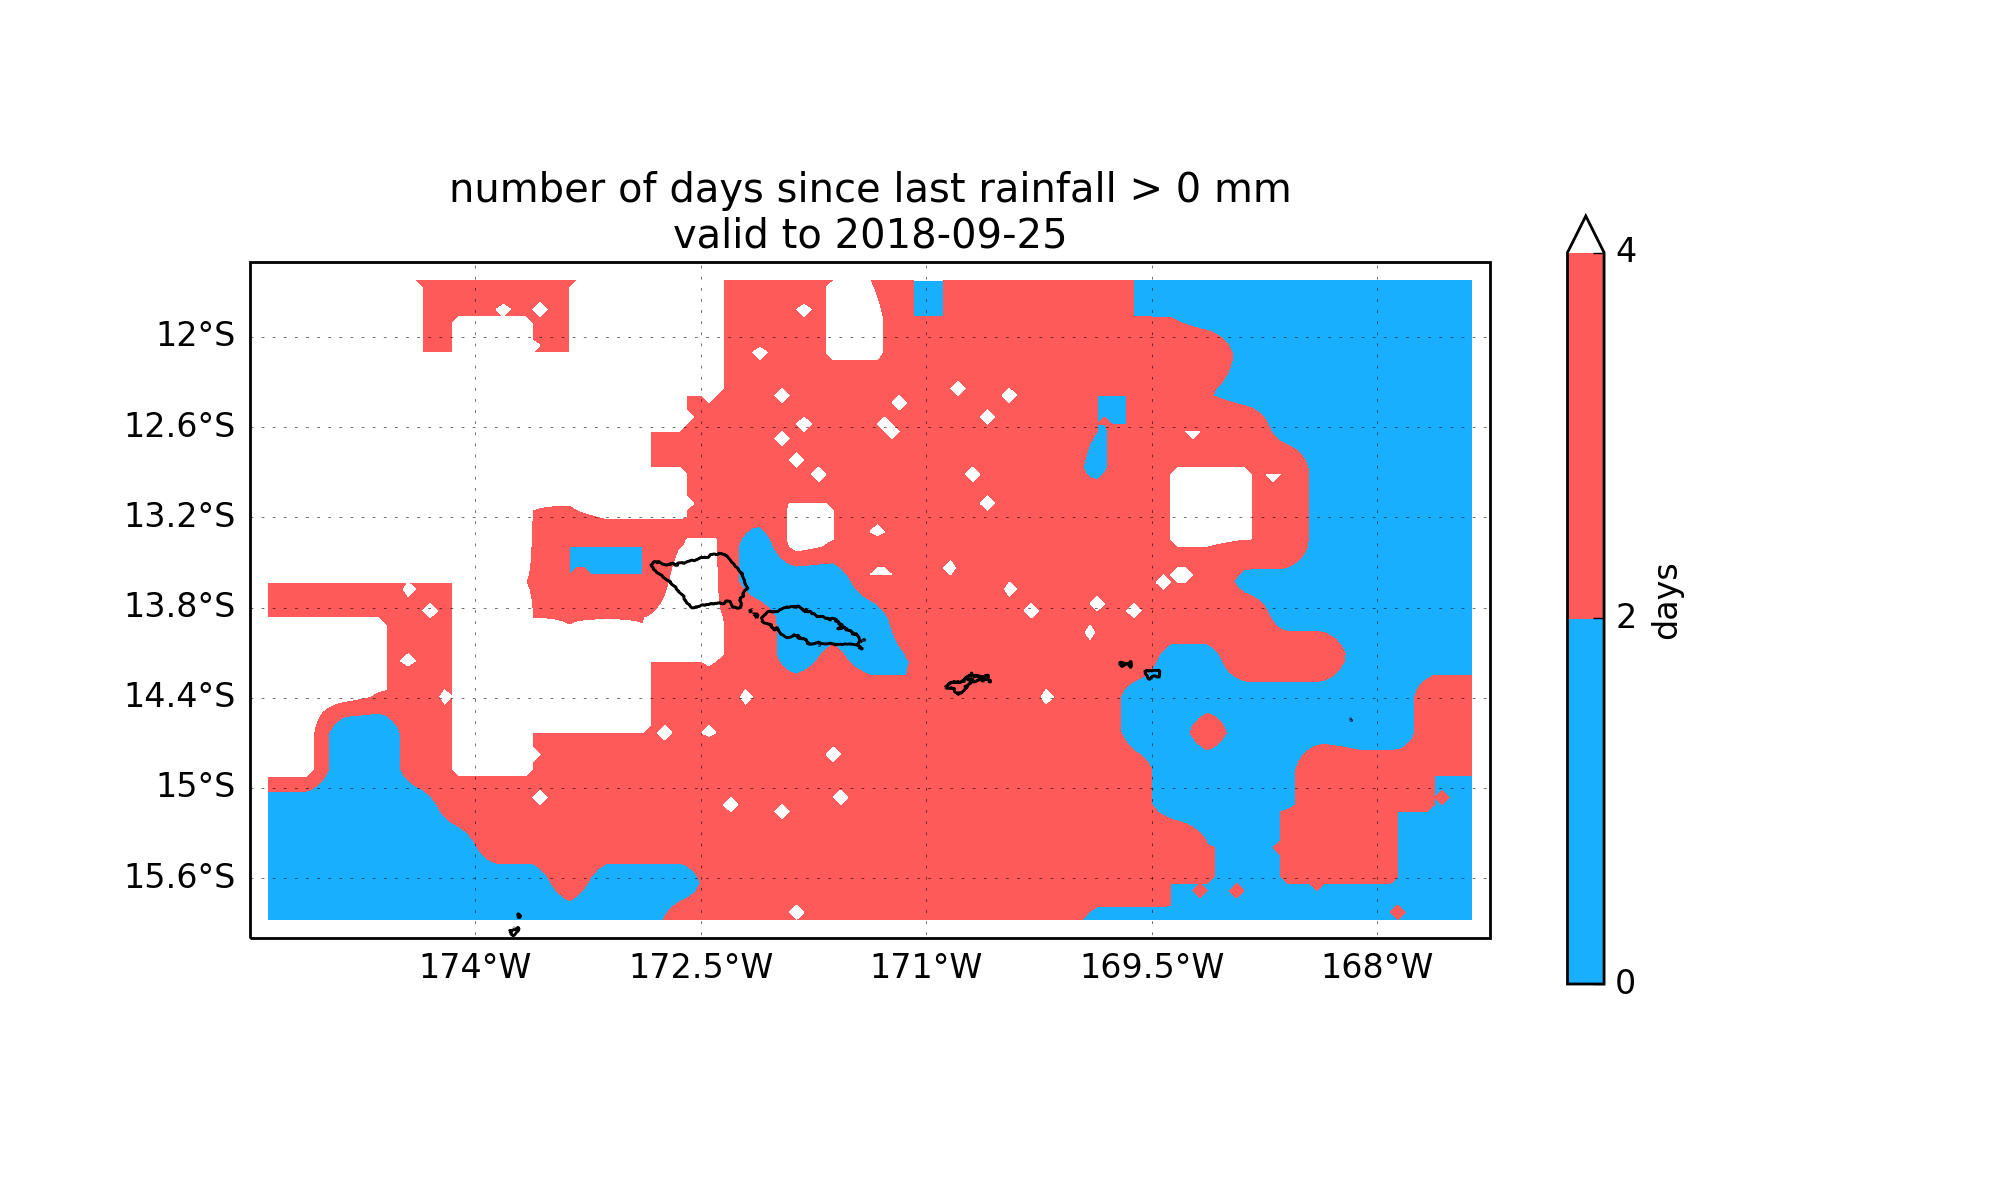 number of days since last rainfall > 0 mm
valid to 2018-09-25
12°S
12.6°S
13.2°S
13.8°S
14.4°S
15°S
15.6°S
174°W
172.5°W
171°W
169.5°W
168°W
4
2
0
days